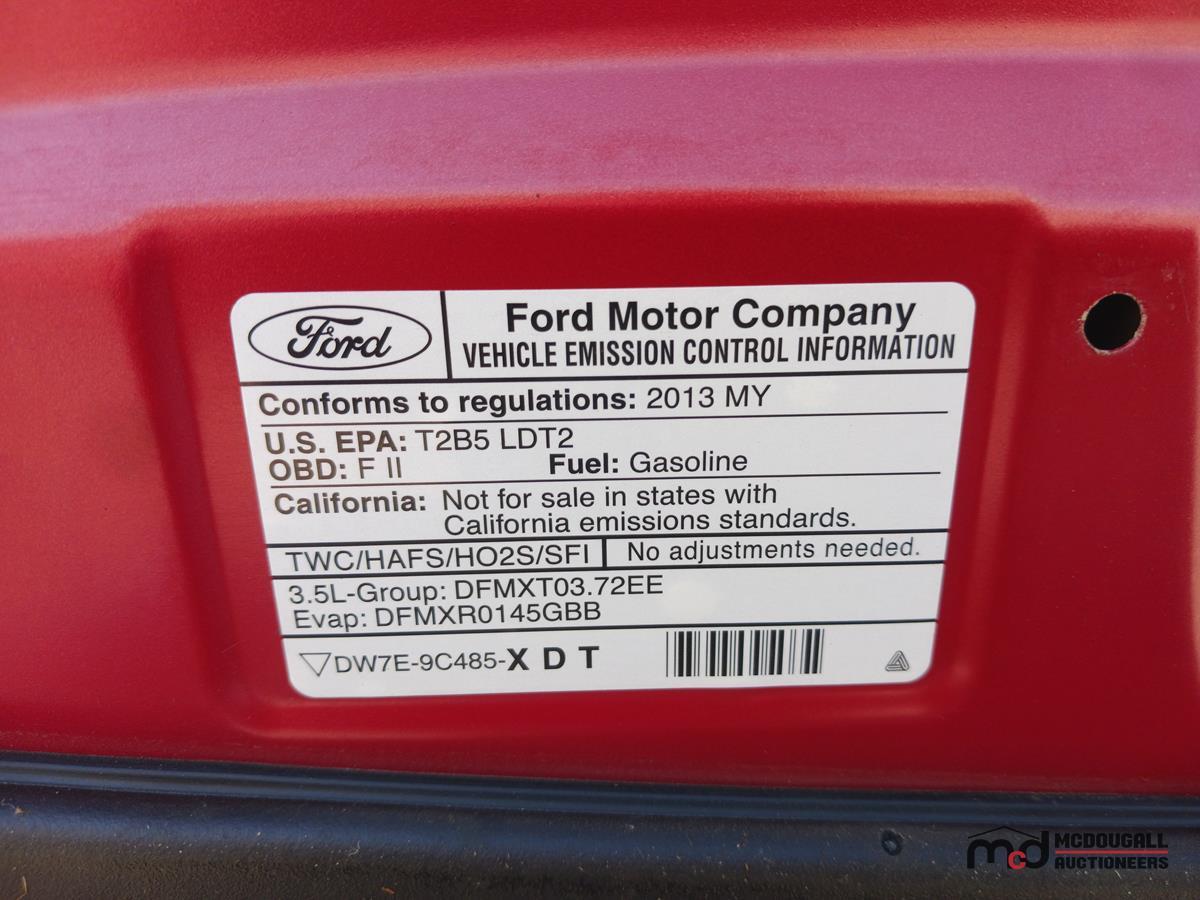 Ford
Ford Motor Company
VEHICLE EMISSION CONTROL INFORMATION
Conforms to regulations: 2013 MY
U.S. EPA: T2B5 LDT2
OBD: F II Fuel: Gasoline
California: Not for sale in states with
California emissions standards.
TWC/HAFS/HO2S/SFI No adjustments needed.
3.5L-Group: DFMXT03.72EE
Evap: DFMXR0145GBB
DW7E-9C485-X D T
mcd MCDOUGALL
AUCTIONEERS